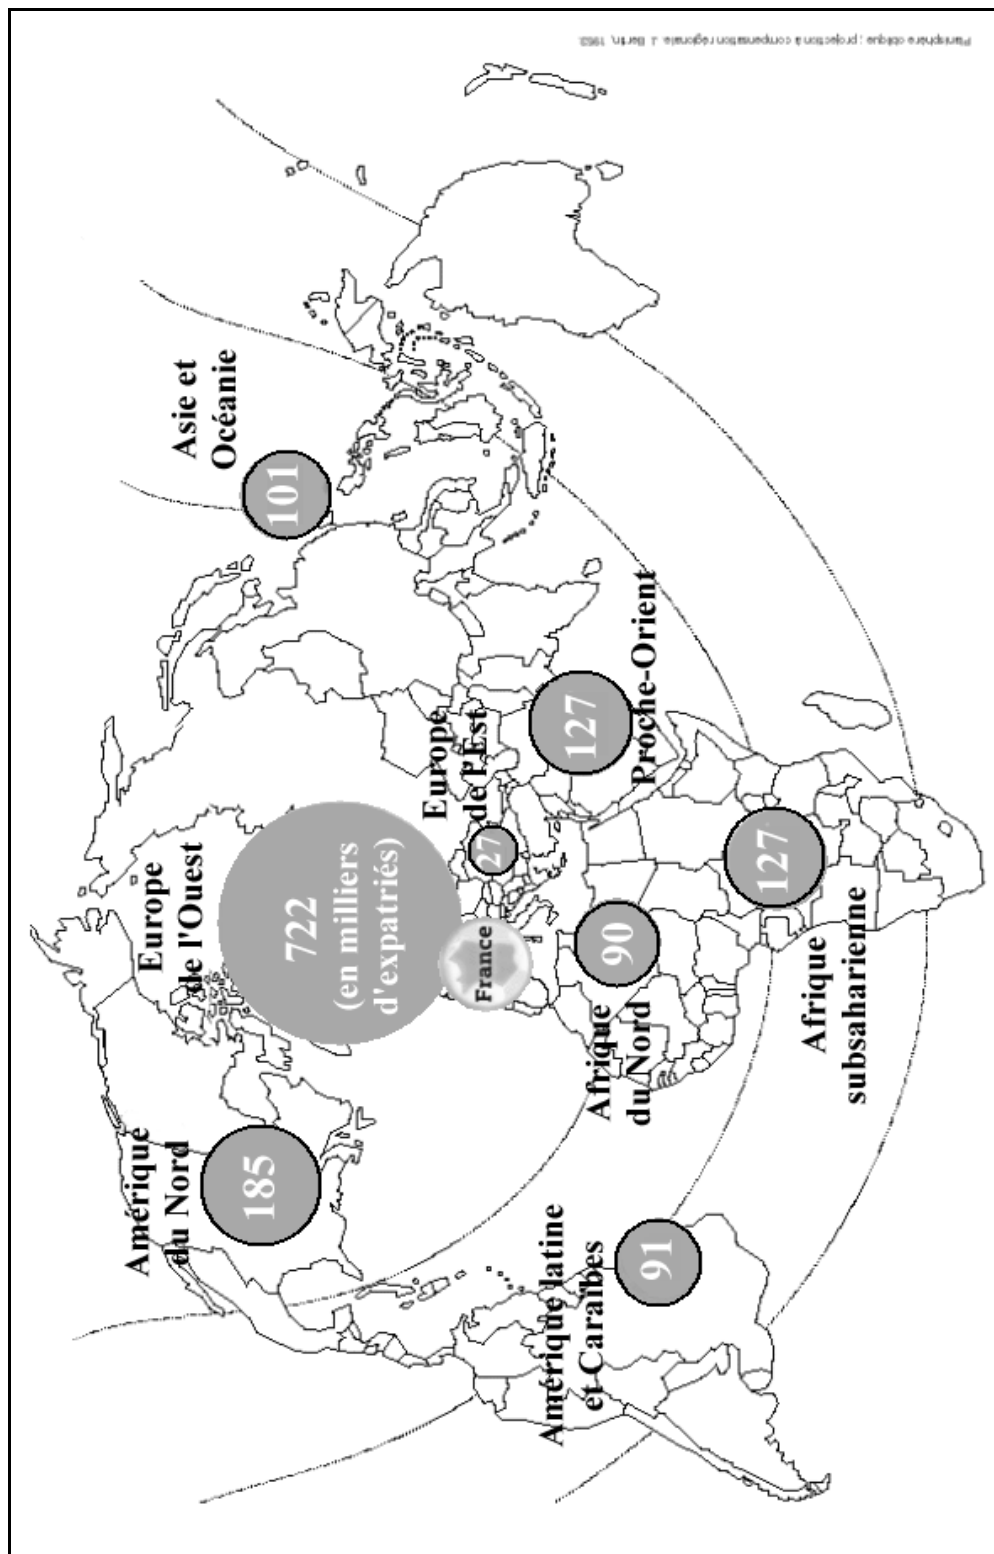 Planisphère oblique ; projection à compensation régionale. J. Bertin, 1953.
Amérique
du Nord
185
Europe
de l'Ouest
722
(en milliers
d'expatriés)
Asie et
Océanie
101
France
Europe
de l'Est
27
Amérique latine
et Caraïbes
91
Afrique
du Nord
90
Proche-Orient
127
Afrique
subsaharienne
127